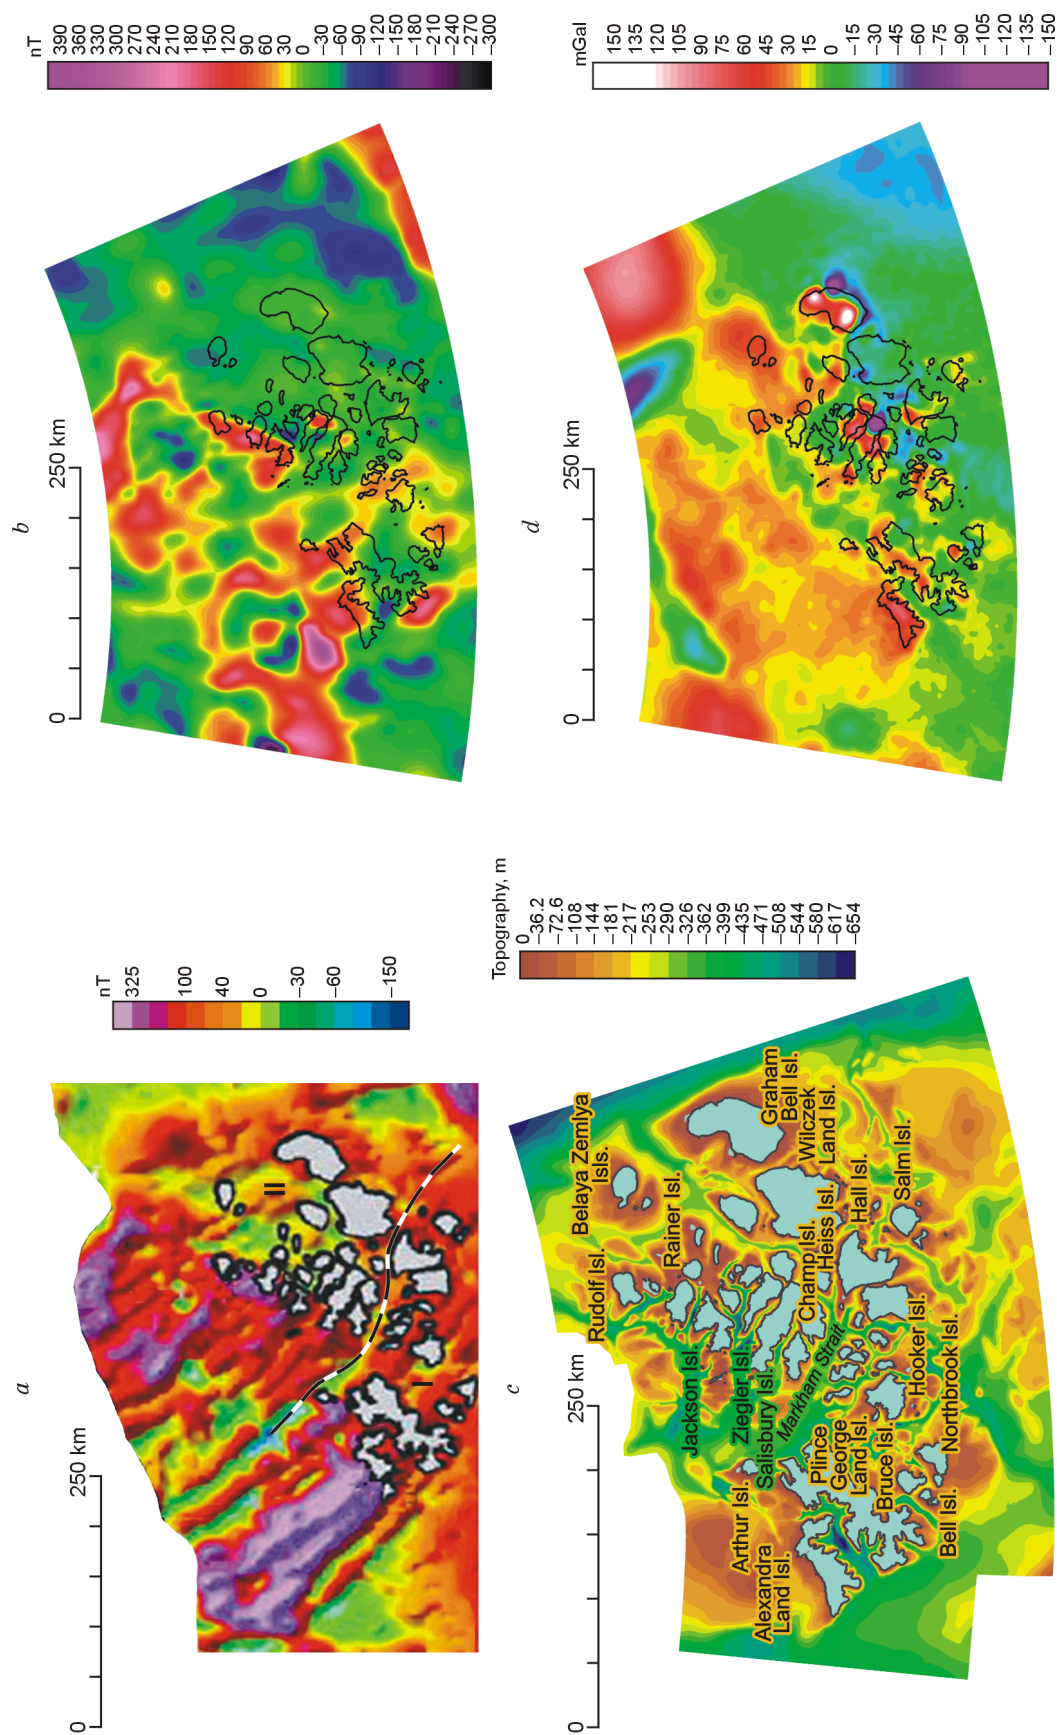 a
0
250 km
nT
325
100
40
0
−30
−60
−150
I
II
b
0
250 km
nT
390
360
330
300
270
240
210
180
150
120
90
60
30
0
−30
−60
−90
−120
−150
−180
−210
−240
−270
−300
c
0
250 km
Topography, m
0
−36.2
−72.6
−108
−144
−181
−217
−253
−290
−326
−362
−399
−435
−471
−508
−544
−580
−617
−654
Belaya Zemlya
Isls.
Rudolf Isl.
Rainer Isl.
Graham
Bell Isl.
Wilczek
Land Isl.
Jackson Isl.
Ziegler Isl.
Salisbury Isl.
Champ Isl.
Heiss Isl.
Hall Isl.
Salm Isl.
Markham Strait
Arthur Isl.
Alexandra
Land Isl.
Plince
George
Land Isl.
Bruce Isl.
Hooker Isl.
Northbrook Isl.
Bell Isl.
d
0
250 km
mGal
150
135
120
105
90
75
60
45
30
15
0
−15
−30
−45
−60
−75
−90
−105
−120
−135
−150